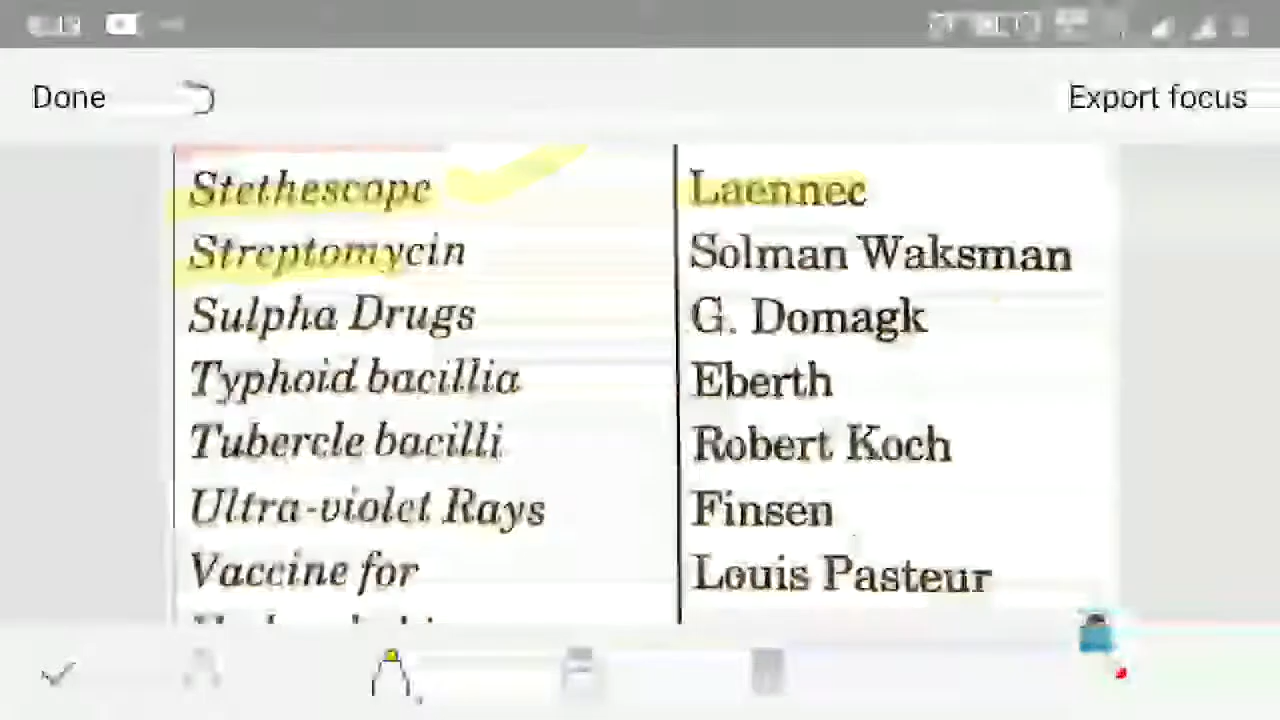 Done
Export focus
Stethescope Laennec
Streptomycin Solman Waksman
Sulpha Drugs G. Domagk
Typhoid bacillia Eberth
Tubercle bacilli Robert Koch
Ultra-violet Rays Finsen
Vaccine for Louis Pasteur